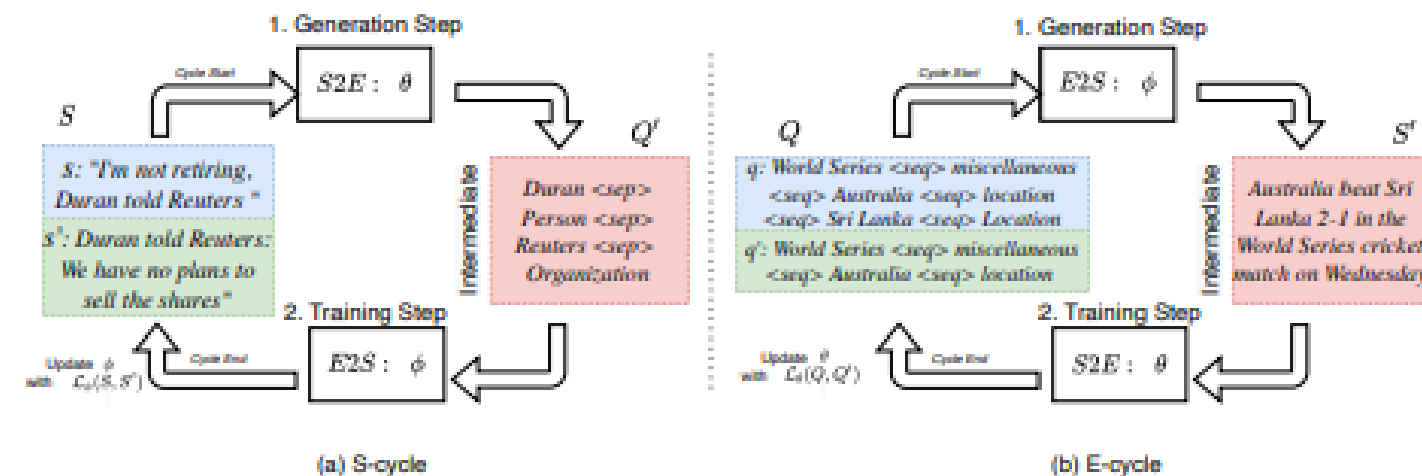 1. Generation Step
Cycle Start
S2E : θ
S
Q'
s: "I'm not retiring,
Duran told Reuters "
s': Duran told Reuters:
We have no plans to
sell the shares"
Intermediate
Duran <sep>
Person <sep>
Reuters <sep>
Organization
2. Training Step
E2S : ϕ
Cycle End
Update ϕ
with
(a) S-cycle
1. Generation Step
Cycle Start
E2S : ϕ
Q
S'
q: World Series <seq> miscellaneous
<seq> Australia <seq> location
<seq> Sri Lanka <seq> Location
q': World Series <seq> miscellaneous
<seq> Australia <seq> location
Intermediate
Australia beat Sri
Lanka 2-1 in the
World Series cricket
match on Wednesday
2. Training Step
S2E : θ
Cycle End
Update θ
with
(b) E-cycle